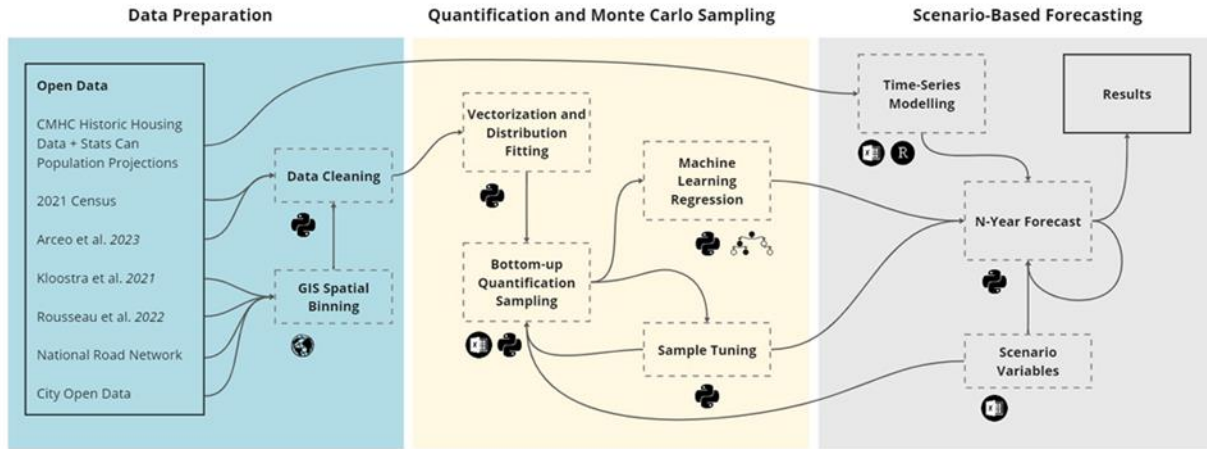 Data Preparation
Quantification and Monte Carlo Sampling
Scenario-Based Forecasting
Open Data
CMHC Historic Housing
Data + Stats Can
Population Projections
2021 Census
Arceo et al. 2023
Kloostra et al. 2021
Rousseau et al. 2022
National Road Network
City Open Data
Data Cleaning
GIS Spatial
Binning
Vectorization and
Distribution
Fitting
Bottom-up
Quantification
Sampling
Machine
Learning
Regression
Sample Tuning
Time-Series
Modelling
R
Results
N-Year Forecast
Scenario
Variables